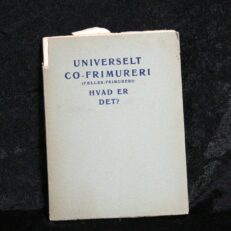 UNIVERSELT
CO-FRIMURERI
(FÆLLES-FRIMURERI)
HVAD ER
DET?